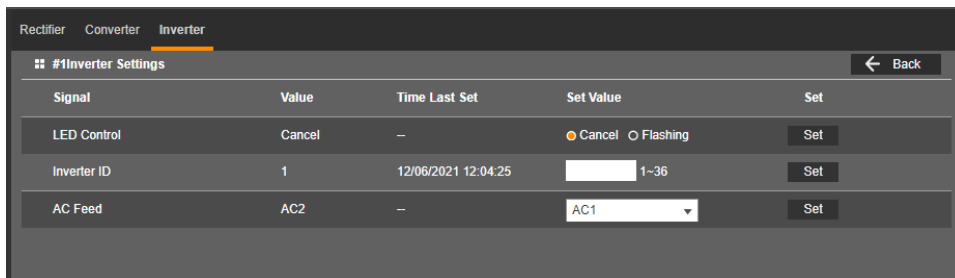 Rectifier Converter Inverter
#1Inverter Settings ← Back
Signal Value Time Last Set Set Value Set
LED Control Cancel -- Cancel Flashing Set
Inverter ID 1 12/06/2021 12:04:25 1~36 Set
AC Feed AC2 -- AC1 Set